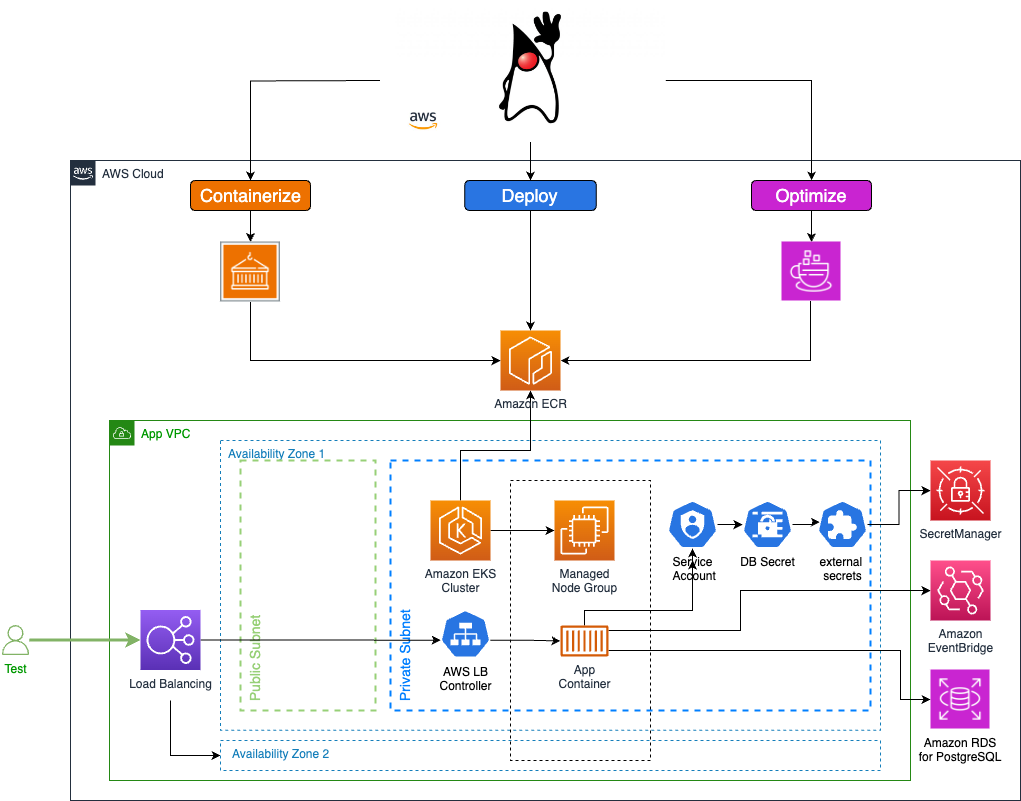 aws
aws
AWS Cloud
Containerize
Deploy
Optimize
Amazon ECR
App VPC
Availability Zone 1
Public Subnet
Private Subnet
K
Amazon EKS
Cluster
Managed
Node Group
Service
Account
DB Secret
external
secrets
SecretManager
Amazon
EventBridge
Test
Load Balancing
AWS LB
Controller
App
Container
Amazon RDS
for PostgreSQL
Availability Zone 2